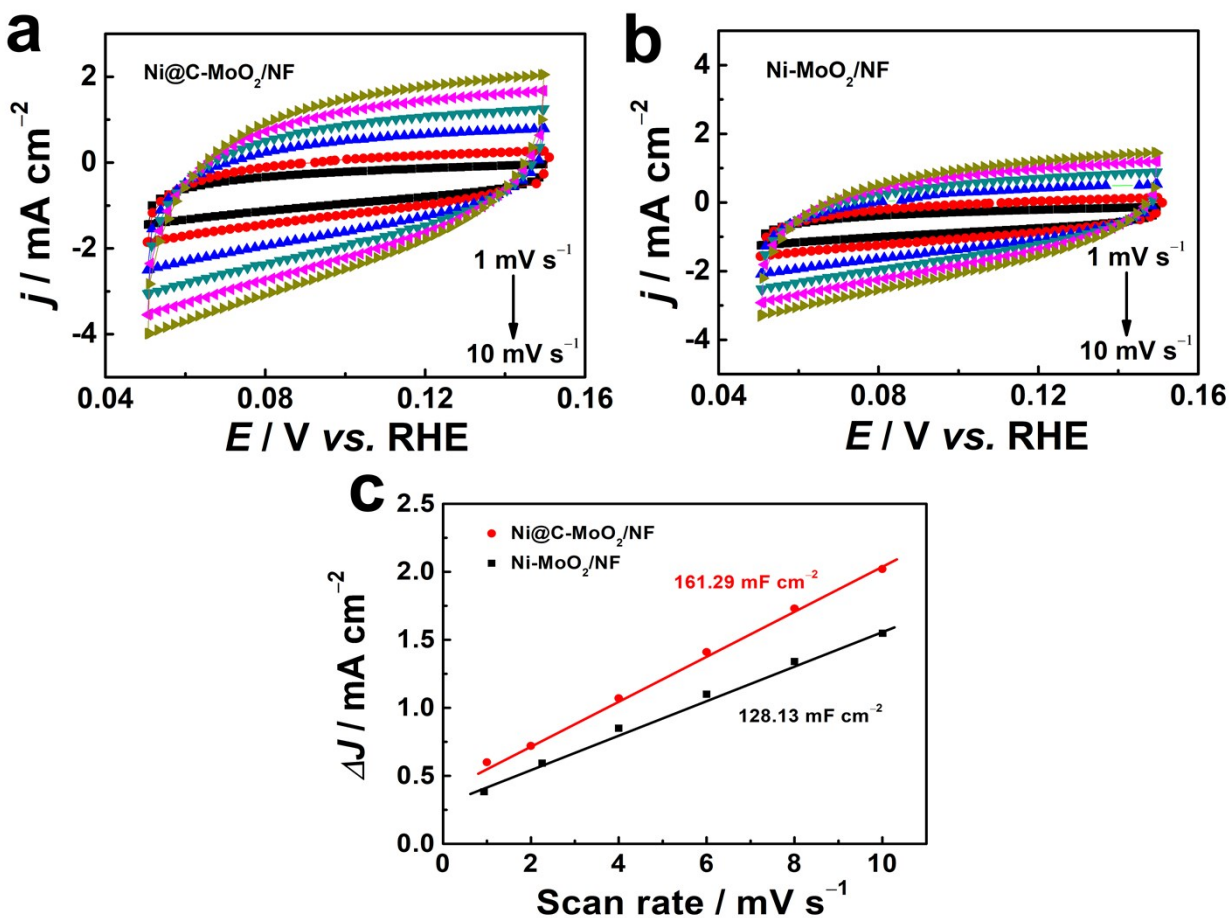 a
Ni@C-MoO₂/NF
2
0
-2
-4
j / mA cm⁻²
1 mV s⁻¹
10 mV s⁻¹
0.04 0.08 0.12 0.16
E / V vs. RHE
b
Ni-MoO₂/NF
4
2
0
-2
-4
j / mA cm⁻²
1 mV s⁻¹
10 mV s⁻¹
0.04 0.08 0.12 0.16
E / V vs. RHE
c
2.5
2.0
1.5
1.0
0.5
0.0
ΔJ / mA cm⁻²
Ni@C-MoO₂/NF
Ni-MoO₂/NF
161.29 mF cm⁻²
128.13 mF cm⁻²
0 2 4 6 8 10
Scan rate / mV s⁻¹